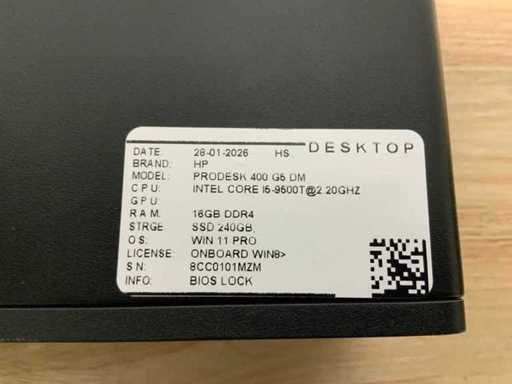 DESKTOP
DATE: 28-01-2026 HS
BRAND: HP
MODEL: PRODESK 400 G5 DM
CPU: INTEL CORE I5-9500T@2.20GHZ
GPU:
RAM: 16GB DDR4
STRGE: SSD 240GB,
OS: WIN 11 PRO
LICENSE: ONBOARD WIN8>
SN: 8CC0101MZM
INFO: BIOS LOCK